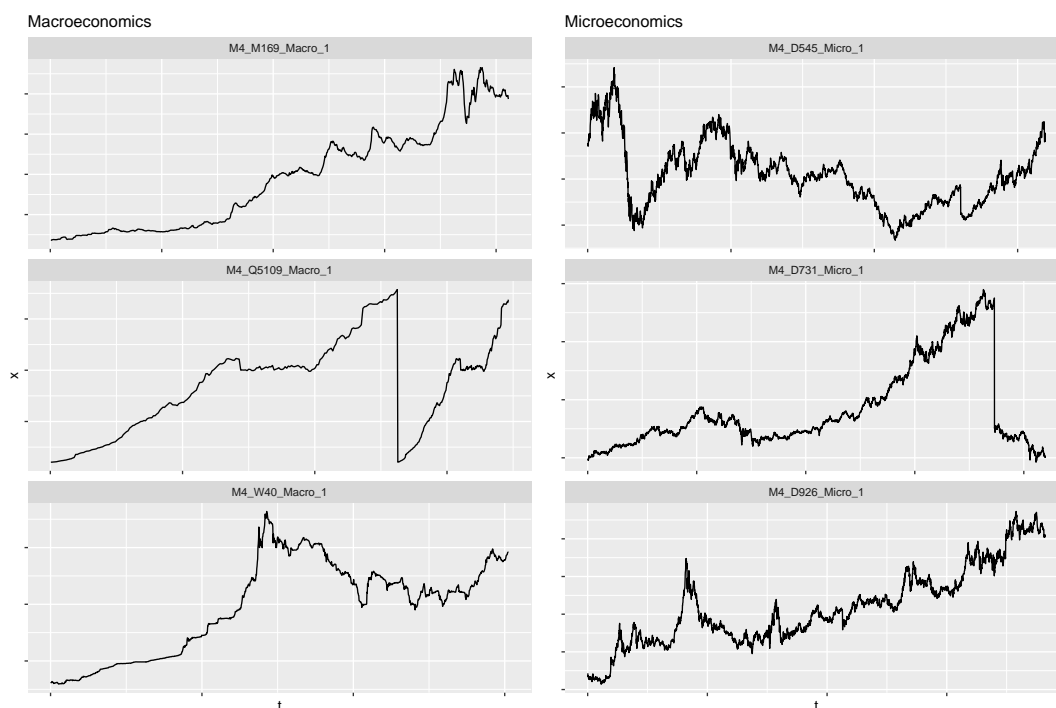 Macroeconomics
M4_M169_Macro_1
M4_Q5109_Macro_1
M4_W40_Macro_1
x
t
Microeconomics
M4_D545_Micro_1
M4_D731_Micro_1
M4_D926_Micro_1
x
t